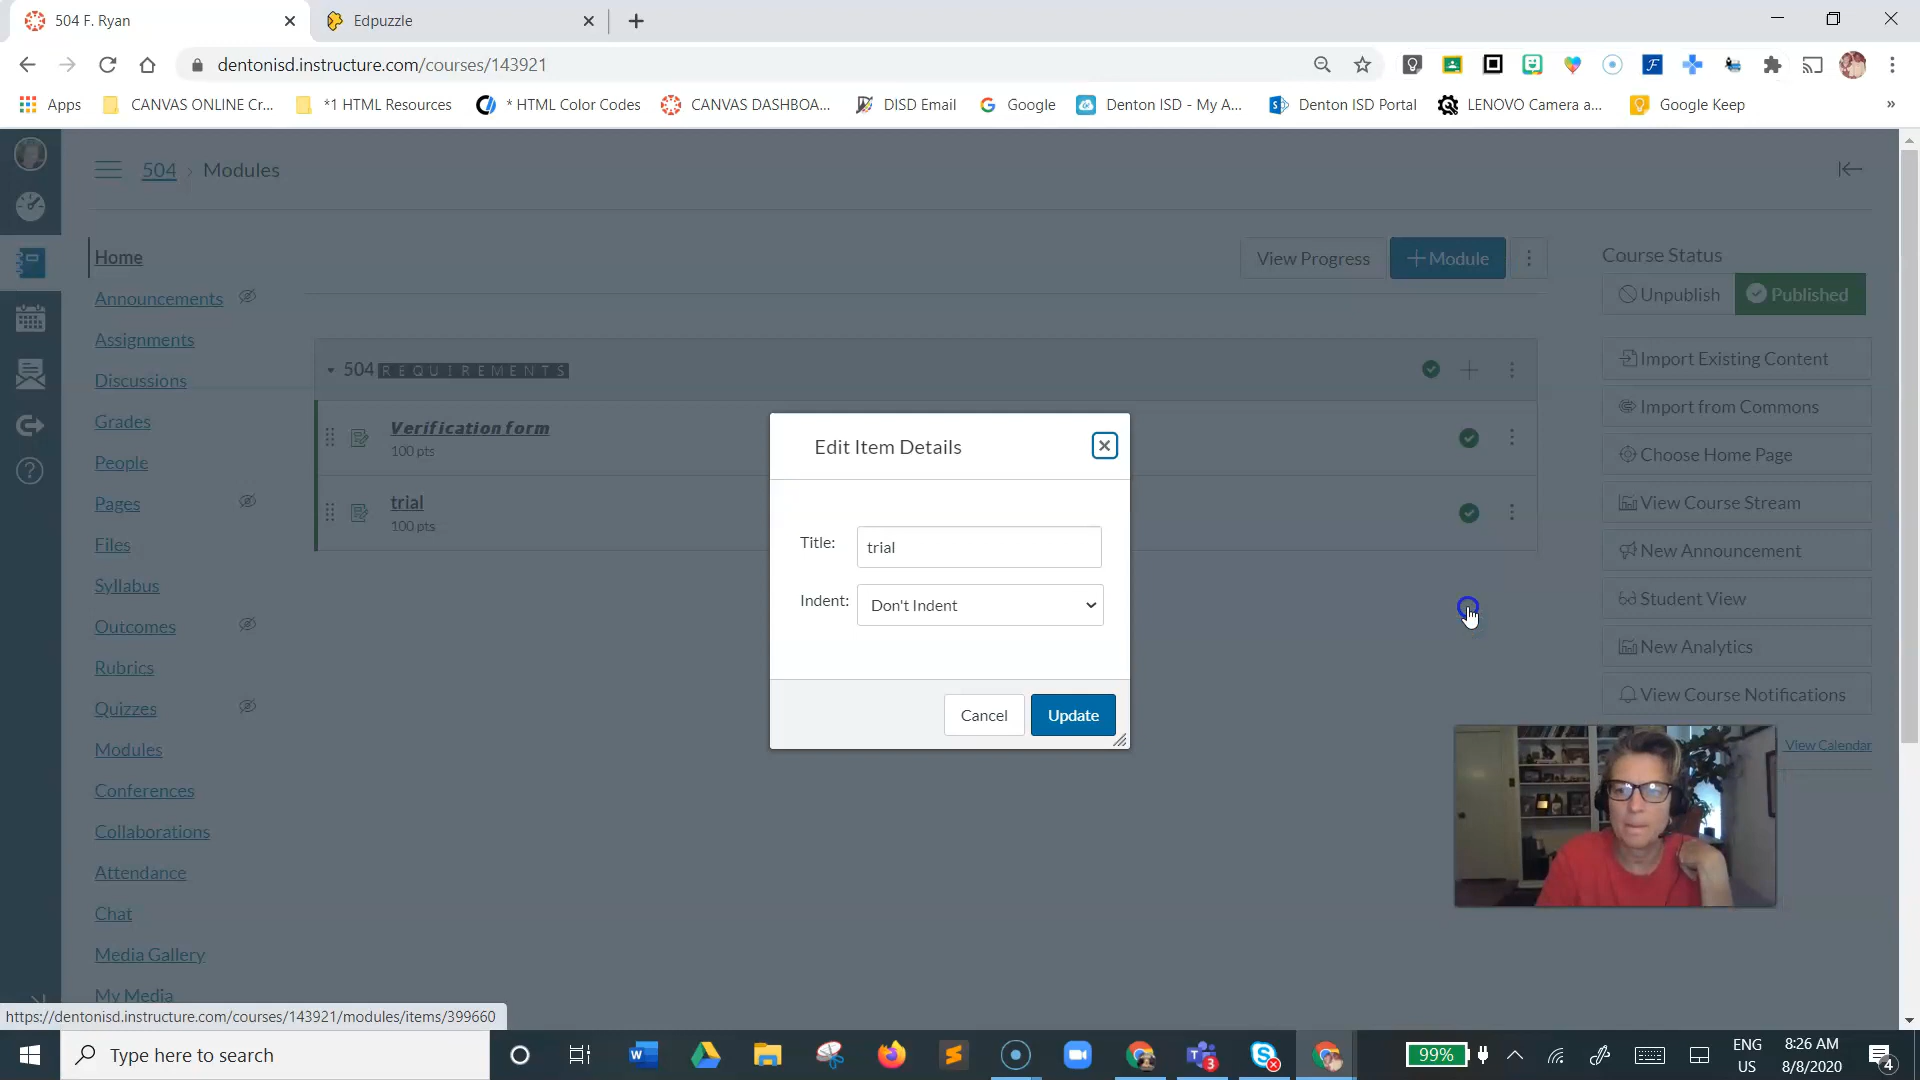 504 F. Ryan
Edpuzzle
dentonisd.instructure.com/courses/143921
Apps
CANVAS ONLINE Cr...
*1 HTML Resources
* HTML Color Codes
CANVAS DASHBOA...
DISD Email
Google
Denton ISD - My A...
Denton ISD Portal
LENOVO Camera a...
Google Keep
»
504 › Modules
Home
Announcements
Assignments
Discussions
Grades
People
Pages
Files
Syllabus
Outcomes
Rubrics
Quizzes
Modules
Conferences
Collaborations
Attendance
Chat
Media Gallery
My Media
View Progress
+ Module
504 REQUIREMENTS
Verification form
100 pts
trial
100 pts
Edit Item Details
Title: trial
Indent: Don't Indent
Cancel
Update
Course Status
Unpublish
Published
Import Existing Content
Import from Commons
Choose Home Page
View Course Stream
New Announcement
Student View
New Analytics
View Course Notifications
View Calendar
https://dentonisd.instructure.com/courses/143921/modules/items/399660
Type here to search
3
99%
ENG
US
8:26 AM
8/8/2020
4